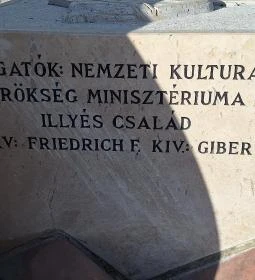 GATÓK: NEMZETI KULTURA
RÖKSÉG MINISZTÉRIUMA
ILLYÉS CSALÁD
V: FRIEDRICH F. KIV.: GIBER